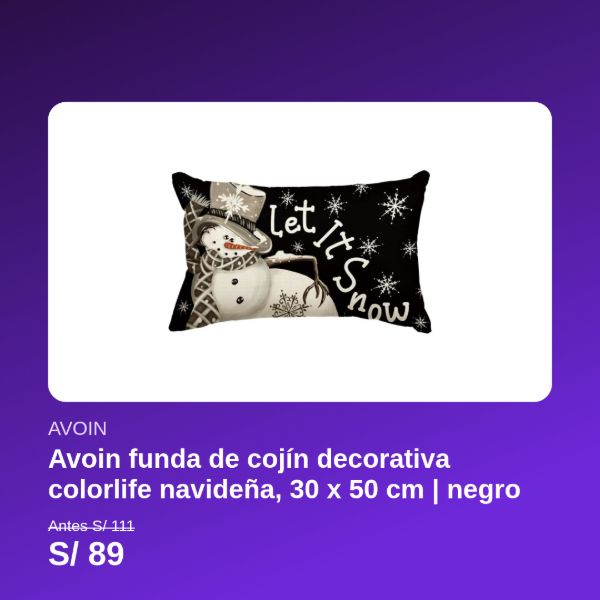 Let It Snow
AVOIN
Avoin funda de cojín decorativa
colorlife navideña, 30 x 50 cm | negro
Antes S/ 111
S/ 89